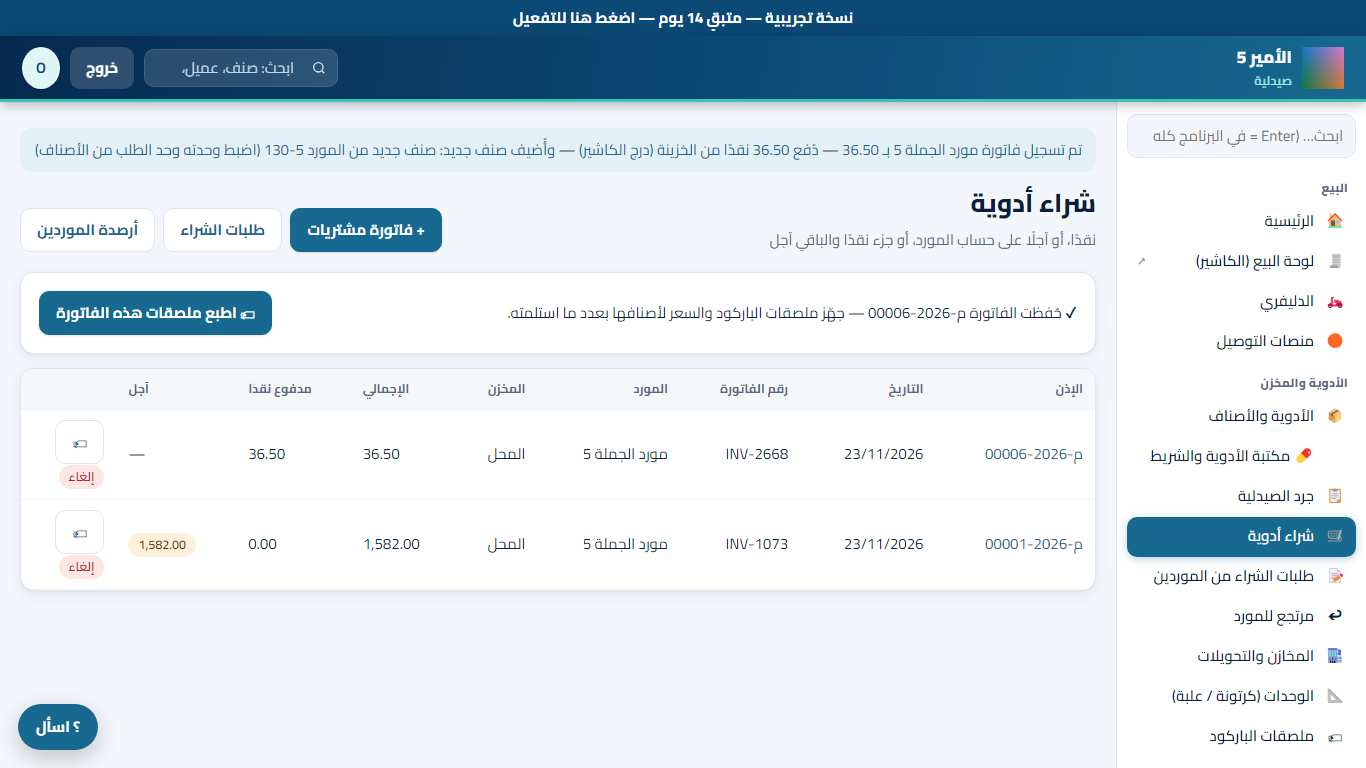 نسخة تجريبية — متبقٍ 14 يوم — اضغط هنا للتفعيل
الأمير 5
صيدلية
ابحث: صنف، عميل،
خروج
O
ابحث... (Enter = في البرنامج كله
البيع
الرئيسية
لوحة البيع (الكاشير)
الدليفري
منصات التوصيل
الأدوية والمخزن
الأدوية والأصناف
مكتبة الأدوية والشريط
جرد الصيدلية
شراء أدوية
طلبات الشراء من الموردين
مرتجع للمورد
المخازن والتحويلات
الوحدات (كرتونة / علبة)
ملصقات الباركود
تم تسجيل فاتورة مورد الجملة 5 بـ 36.50 — دُفع 36.50 نقدًا من الخزينة (درج الكاشير) — وأُضيف صنف جديد: صنف جديد من المورد 5-130 (اضبط وحدته وحد الطلب من الأصناف)
شراء أدوية
نقدًا، أو آجلًا على حساب المورد، أو جزء نقدًا والباقي آجل
+ فاتورة مشتريات
طلبات الشراء
أرصدة الموردين
✓ حُفظت الفاتورة م-2026-00006 — جهّز ملصقات الباركود والسعر لأصنافها بعدد ما استلمته.
اطبع ملصقات هذه الفاتورة
الإذن التاريخ رقم الفاتورة المورد المخزن الإجمالي مدفوع نقدا آجل
م-2026-00006 23/11/2026 INV-2668 مورد الجملة 5 المحل 36.50 36.50 —
إلغاء
م-2026-00001 23/11/2026 INV-1073 مورد الجملة 5 المحل 1,582.00 0.00 1,582.00
إلغاء
؟ اسأل